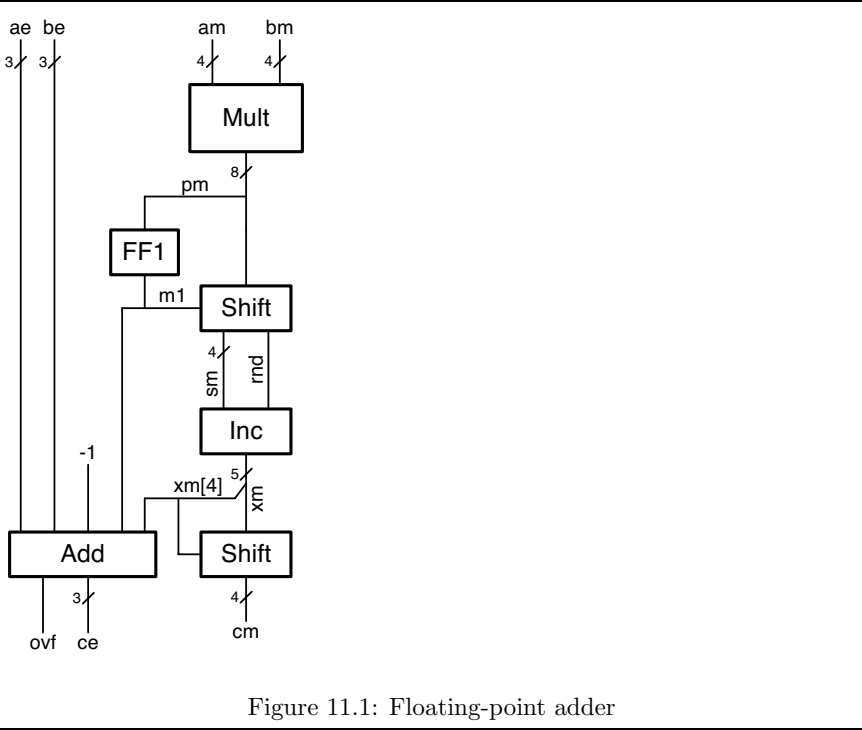 ae be am bm
3 3 4 4
Mult
8
pm
FF1
m1
Shift
4
sm rnd
Inc
-1
5
xm[4] xm
Add Shift
3 4
ovf ce cm
Figure 11.1: Floating-point adder